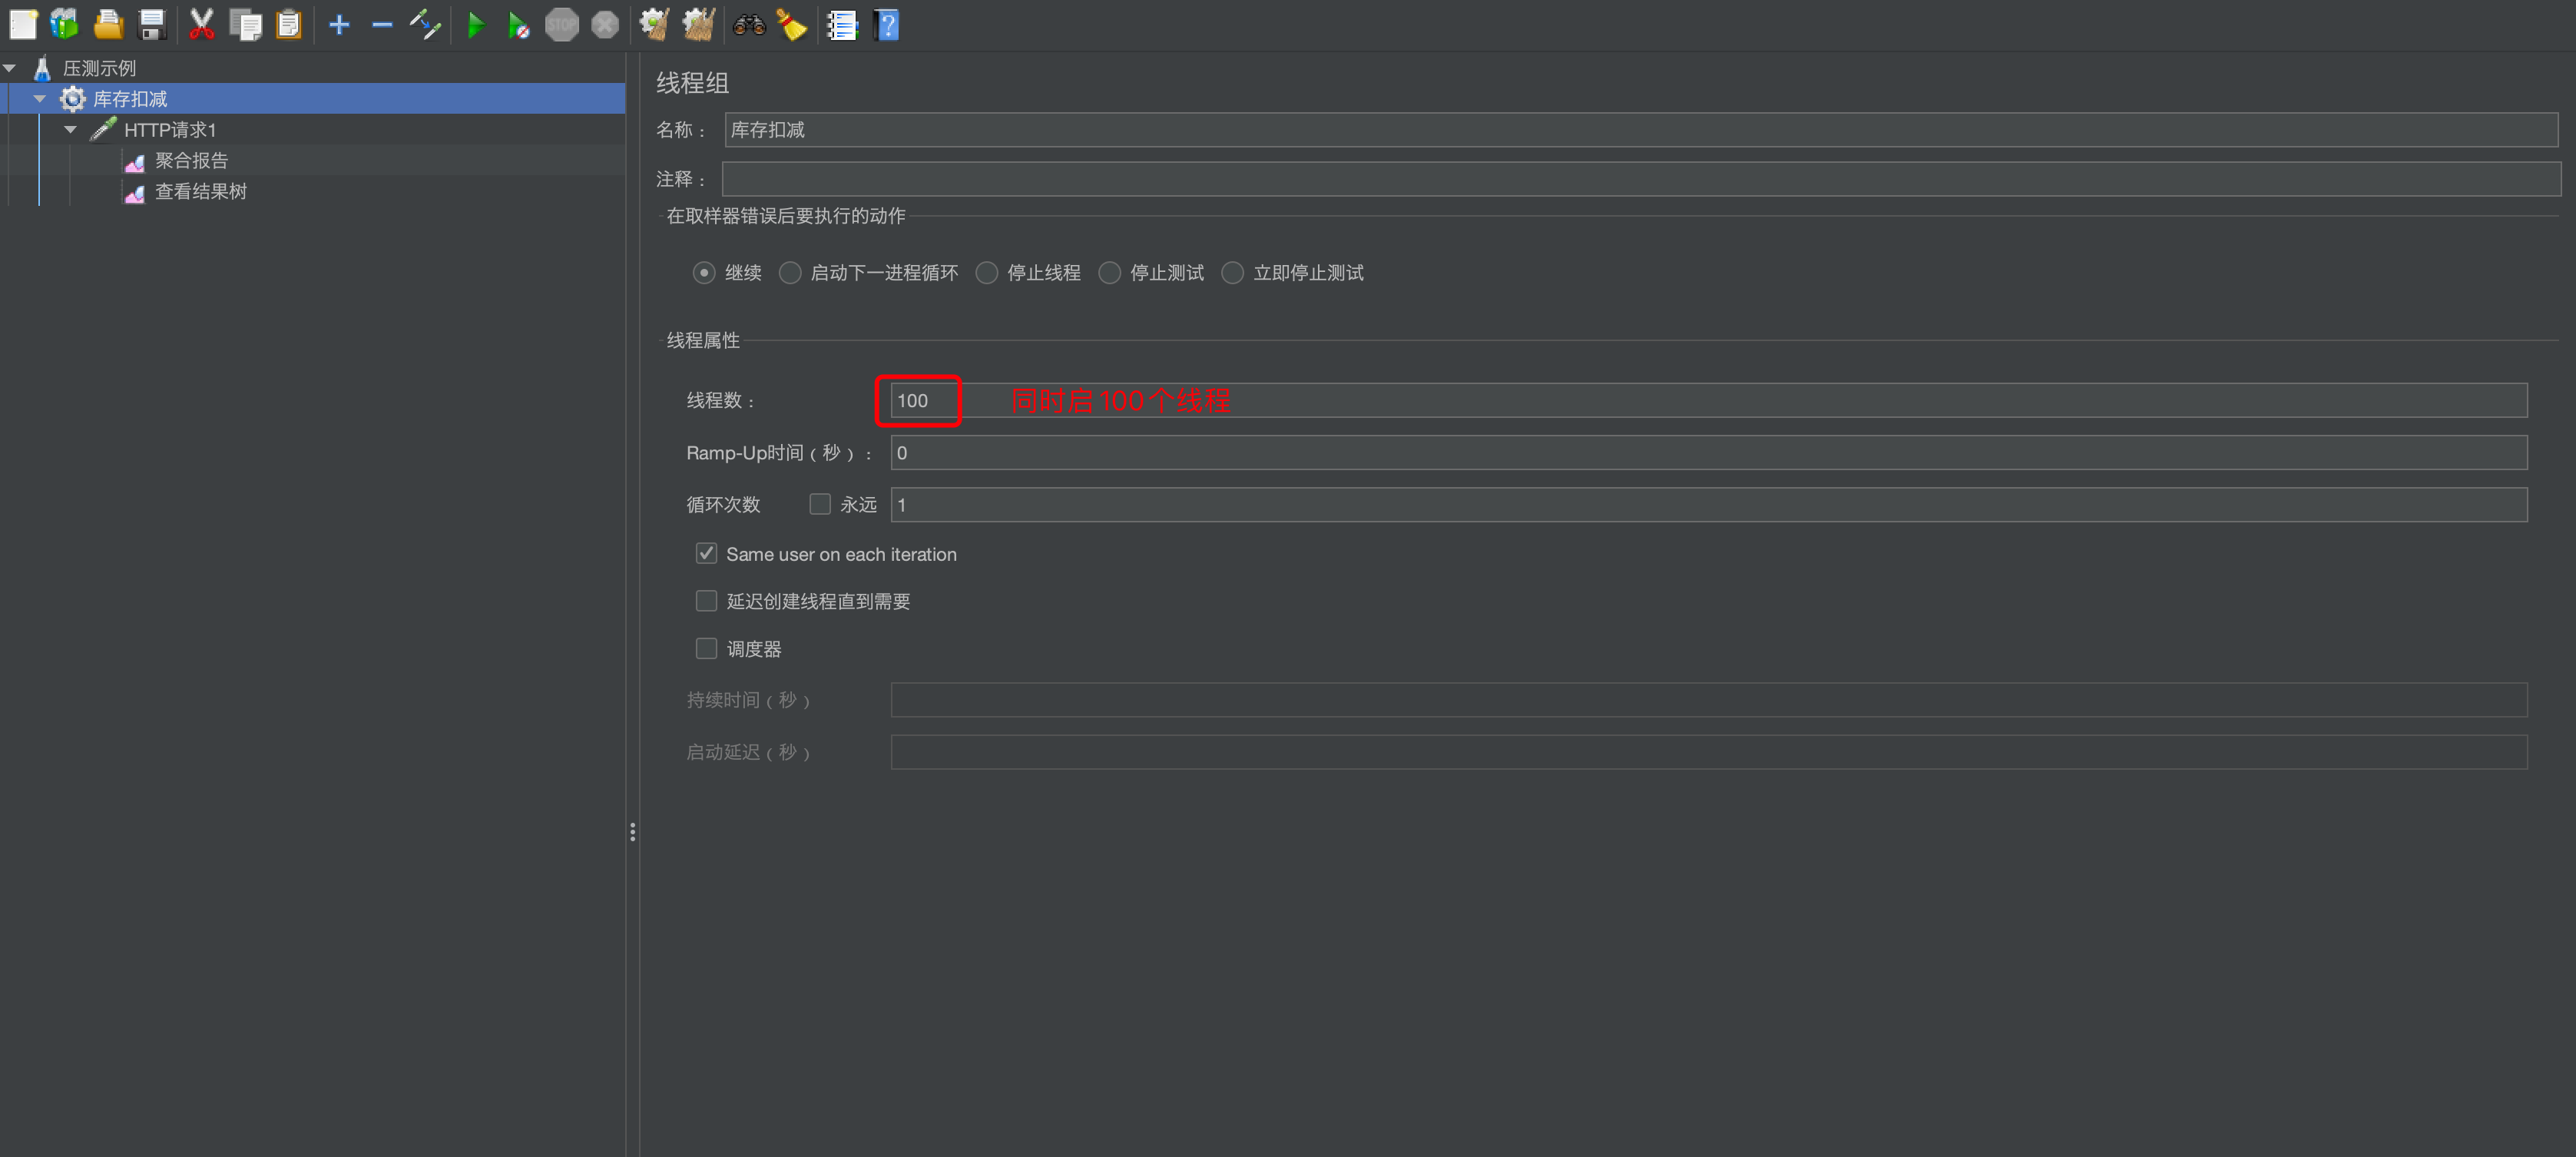 STOP
压测示例
库存扣减
HTTP请求1
聚合报告
查看结果树
线程组
名称： 库存扣减
注释：
在取样器错误后要执行的动作
继续 启动下一进程循环 停止线程 停止测试 立即停止测试
线程属性
线程数： 100 同时启100个线程
Ramp-Up时间（秒）： 0
循环次数 永远 1
Same user on each iteration
延迟创建线程直到需要
调度器
持续时间（秒）
启动延迟（秒）